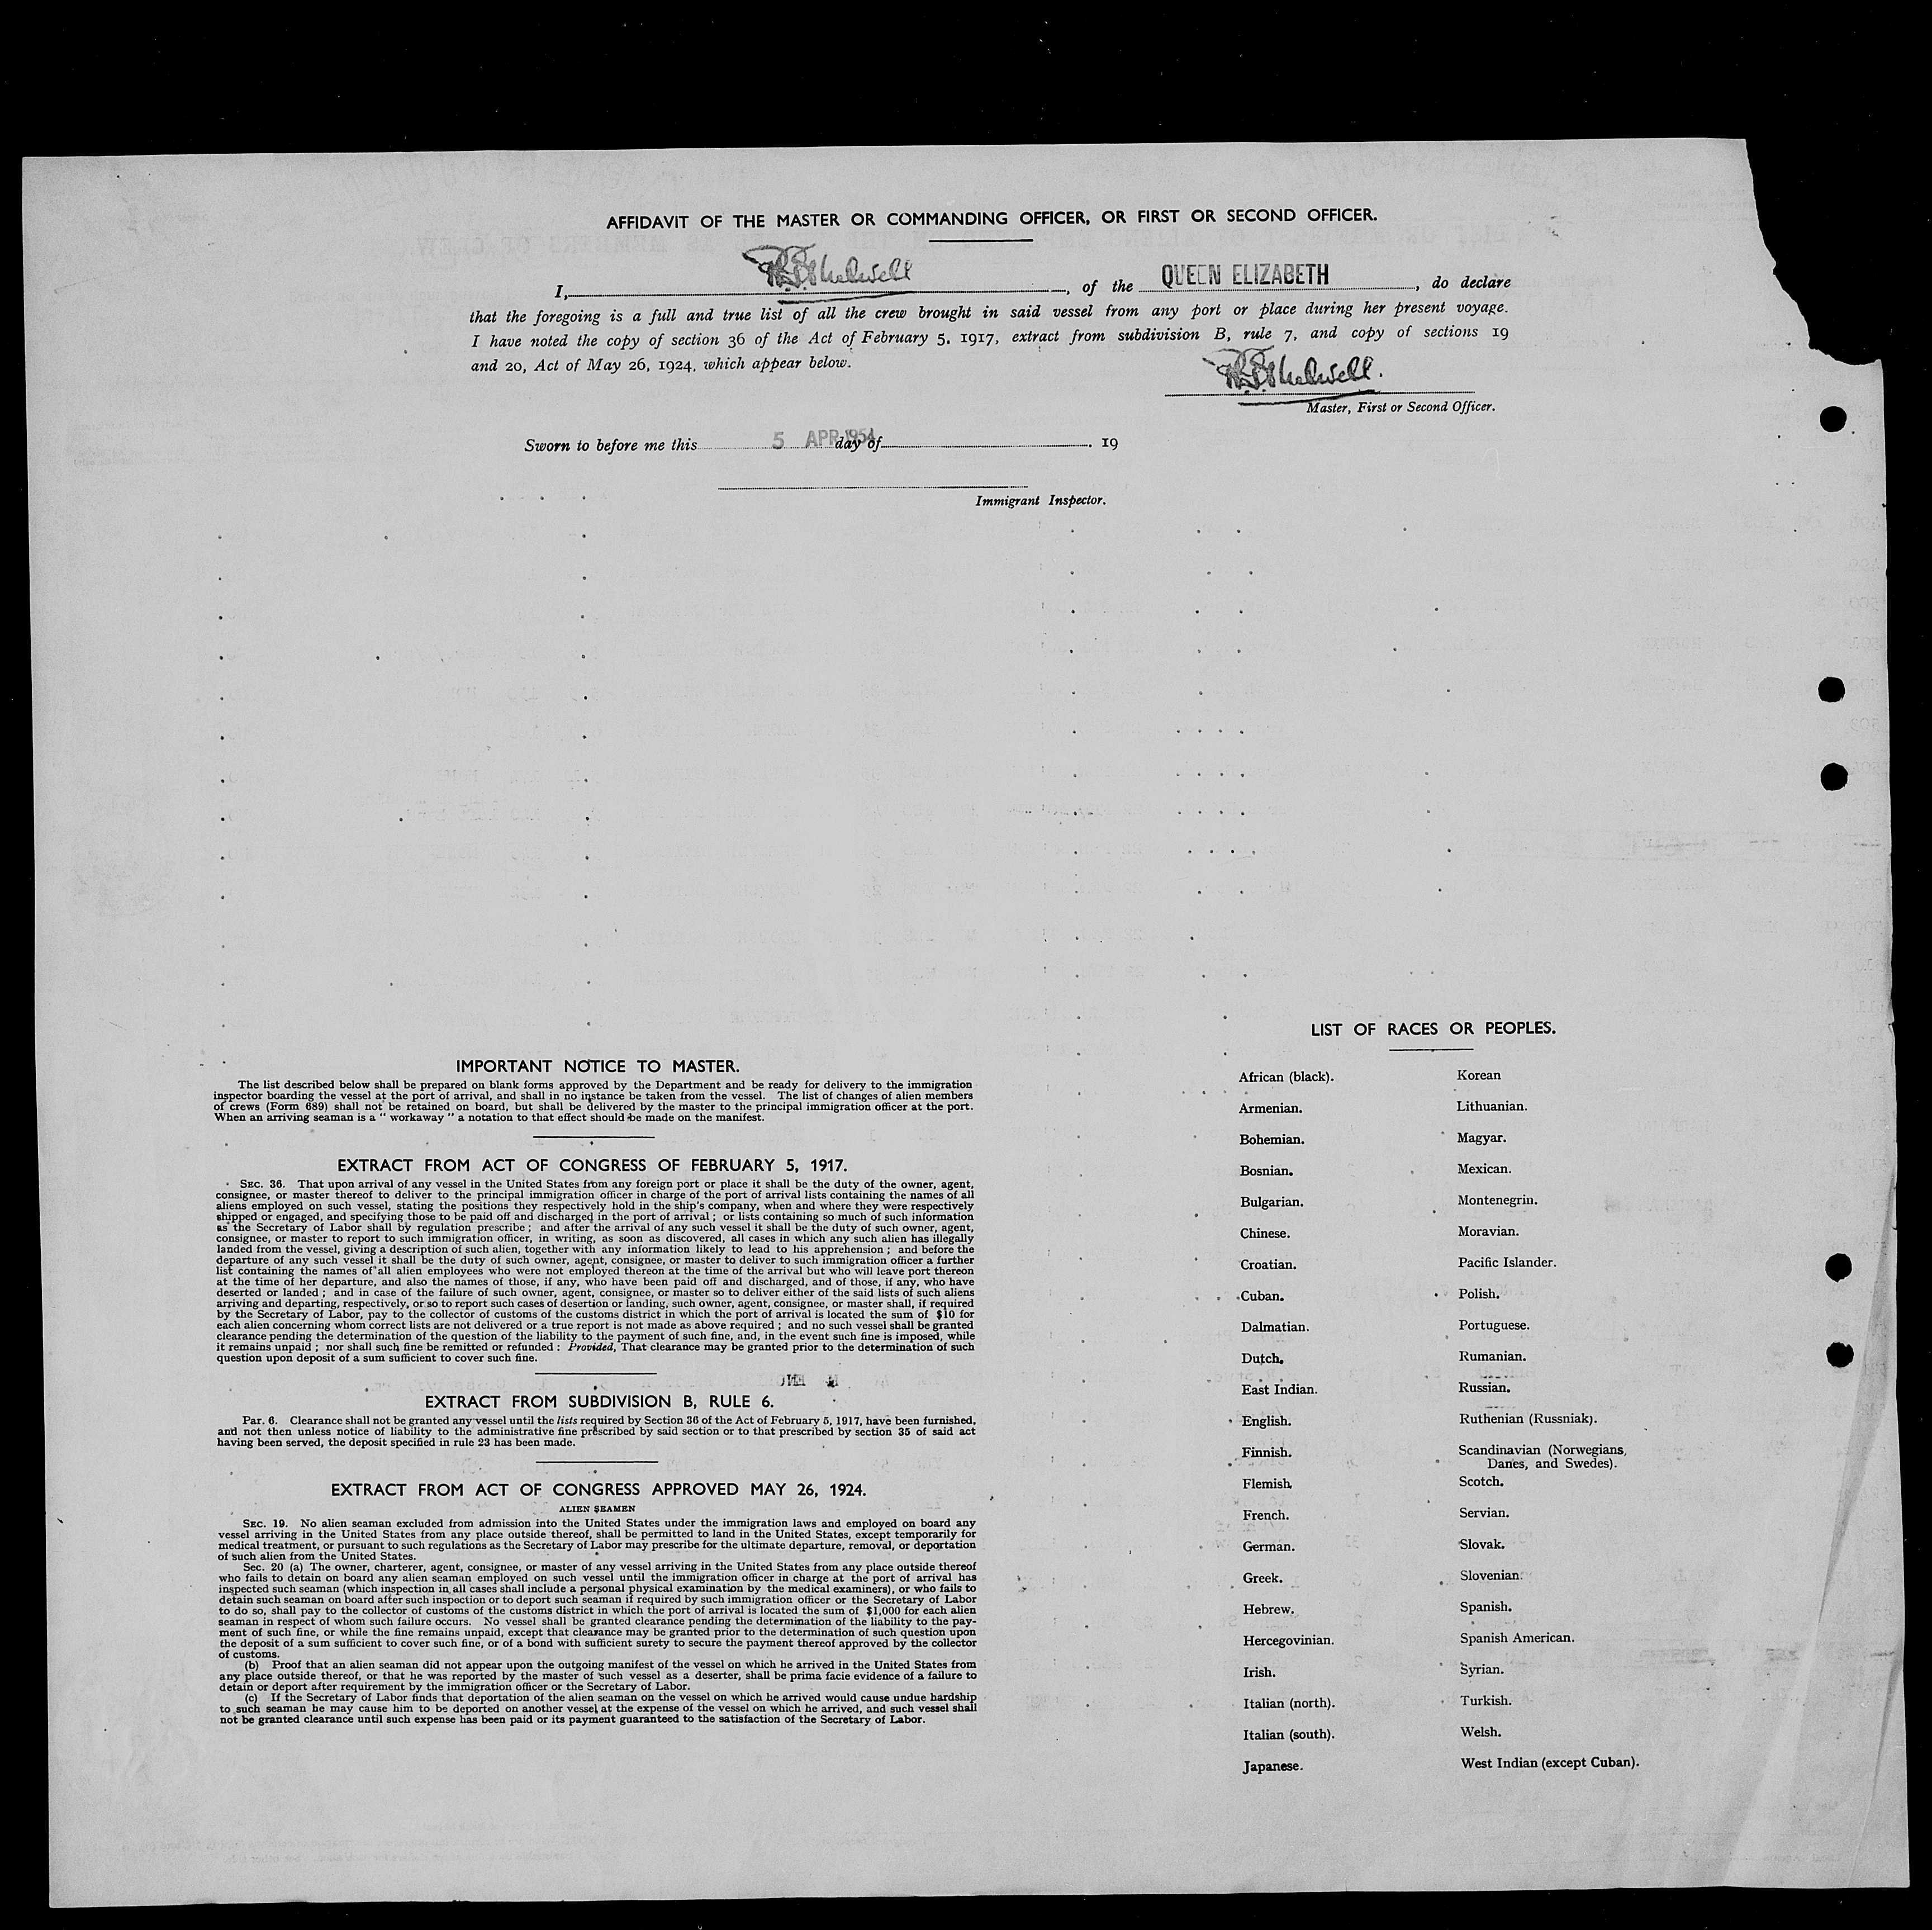 AFFIDAVIT OF THE MASTER OR COMMANDING OFFICER, OR FIRST OR SECOND OFFICER.
I, of the QUEEN ELIZABETH, do declare
that the foregoing is a full and true list of all the crew brought in said vessel from any port or place during her present voyage.
I have noted the copy of section 36 of the Act of February 5, 1917, extract from subdivision B, rule 7, and copy of sections 19
and 20, Act of May 26, 1924, which appear below.
Master, First or Second Officer.
Sworn to before me this 5 APR 1954 day of , 19
Immigrant Inspector.
IMPORTANT NOTICE TO MASTER.
The list described below shall be prepared on blank forms approved by the Department and be ready for delivery to the immigration
inspector boarding the vessel at the port of arrival, and shall in no instance be taken from the vessel. The list of changes of alien members
of crews (Form 689) shall not be retained on board, but shall be delivered by the master to the principal immigration officer at the port.
When an arriving seaman is a " workaway " a notation to that effect should be made on the manifest.
EXTRACT FROM ACT OF CONGRESS OF FEBRUARY 5, 1917.
SEC. 36. That upon arrival of any vessel in the United States from any foreign port or place it shall be the duty of the owner, agent,
consignee, or master thereof to deliver to the principal immigration officer in charge of the port of arrival lists containing the names of all
aliens employed on such vessel, stating the positions they respectively hold in the ship's company, when and where they were respectively
shipped or engaged, and specifying those to be paid off and discharged in the port of arrival ; or lists containing so much of such information
as the Secretary of Labor shall by regulation prescribe ; and after the arrival of any such vessel it shall be the duty of such owner, agent,
consignee, or master to report to such immigration officer, in writing, as soon as discovered, all cases in which any such alien has illegally
landed from the vessel, giving a description of such alien, together with any information likely to lead to his apprehension ; and before the
departure of any such vessel it shall be the duty of such owner, agent, consignee, or master to deliver to such immigration officer a further
list containing the names of all alien employees who were not employed thereon at the time of the arrival but who will leave port thereon
at the time of her departure, and also the names of those, if any, who have been paid off and discharged, and of those, if any, who have
deserted or landed ; and in case of the failure of such owner, agent, consignee, or master so to deliver either of the said lists of such aliens
arriving and departing, respectively, or so to report such cases of desertion or landing, such owner, agent, consignee, or master shall, if required
by the Secretary of Labor, pay to the collector of customs of the customs district in which the port of arrival is located the sum of $10 for
each alien concerning whom correct lists are not delivered or a true report is not made as above required ; and no such vessel shall be granted
clearance pending the determination of the question of the liability to the payment of such fine, and, in the event such fine is imposed, while
it remains unpaid ; nor shall such fine be remitted or refunded : Provided, That clearance may be granted prior to the determination of such
question upon deposit of a sum sufficient to cover such fine.
EXTRACT FROM SUBDIVISION B, RULE 6.
Par. 6. Clearance shall not be granted any vessel until the lists required by Section 36 of the Act of February 5, 1917, have been furnished,
and not then unless notice of liability to the administrative fine prescribed by said section or to that prescribed by section 35 of said act
having been served, the deposit specified in rule 23 has been made.
EXTRACT FROM ACT OF CONGRESS APPROVED MAY 26, 1924.
ALIEN SEAMEN
SEC. 19. No alien seaman excluded from admission into the United States under the immigration laws and employed on board any
vessel arriving in the United States from any place outside thereof, shall be permitted to land in the United States, except temporarily for
medical treatment, or pursuant to such regulations as the Secretary of Labor may prescribe for the ultimate departure, removal, or deportation
of such alien from the United States.
Sec. 20 (a) The owner, charterer, agent, consignee, or master of any vessel arriving in the United States from any place outside thereof
who fails to detain on board any alien seaman employed on such vessel until the immigration officer in charge at the port of arrival has
inspected such seaman (which inspection in all cases shall include a personal physical examination by the medical examiners), or who fails to
detain such seaman on board after such inspection or to deport such seaman if required by such immigration officer or the Secretary of Labor
to do so, shall pay to the collector of customs of the customs district in which the port of arrival is located the sum of $1,000 for each alien
seaman in respect of whom such failure occurs. No vessel shall be granted clearance pending the determination of the liability to the pay-
ment of such fine, or while the fine remains unpaid, except that clearance may be granted prior to the determination of such question upon
the deposit of a sum sufficient to cover such fine, or of a bond with sufficient surety to secure the payment thereof approved by the collector
of customs.
(b) Proof that an alien seaman did not appear upon the outgoing manifest of the vessel on which he arrived in the United States from
any place outside thereof, or that he was reported by the master of such vessel as a deserter, shall be prima facie evidence of a failure to
detain or deport after requirement by the immigration officer or the Secretary of Labor.
(c) If the Secretary of Labor finds that deportation of the alien seaman on the vessel on which he arrived would cause undue hardship
to such seaman he may cause him to be deported on another vessel at the expense of the vessel on which he arrived, and such vessel shall
not be granted clearance until such expense has been paid or its payment guaranteed to the satisfaction of the Secretary of Labor.
LIST OF RACES OR PEOPLES.
African (black).
Armenian.
Bohemian.
Bosnian.
Bulgarian.
Chinese.
Croatian.
Cuban.
Dalmatian.
Dutch.
East Indian.
English.
Finnish.
Flemish.
French.
German.
Greek.
Hebrew.
Hercegovinian.
Irish.
Italian (north).
Italian (south).
Japanese.
Korean
Lithuanian.
Magyar.
Mexican.
Montenegrin.
Moravian.
Pacific Islander.
Polish.
Portuguese.
Rumanian.
Russian.
Ruthenian (Russniak).
Scandinavian (Norwegians,
Danes, and Swedes).
Scotch.
Servian.
Slovak.
Slovenian.
Spanish.
Spanish American.
Syrian.
Turkish.
Welsh.
West Indian (except Cuban).